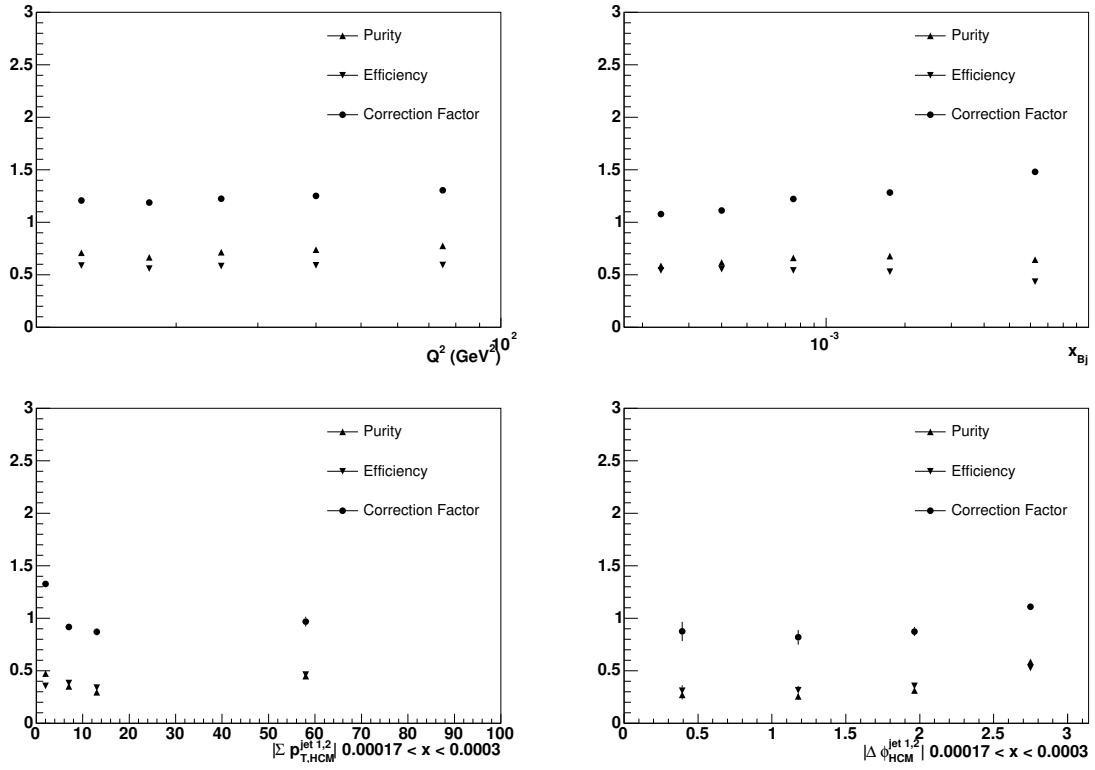 3
2.5
2
1.5
1
0.5
0
Purity
Efficiency
Correction Factor
10²
Q² (GeV²)
3
2.5
2
1.5
1
0.5
0
Purity
Efficiency
Correction Factor
10⁻³
x_Bj
3
2.5
2
1.5
1
0.5
0
Purity
Efficiency
Correction Factor
0 10 20 30 40 50 60 70 80 90 100
|Σ p_{T,HCM}^{jet 1,2}| 0.00017 < x < 0.0003
3
2.5
2
1.5
1
0.5
0
Purity
Efficiency
Correction Factor
0 0.5 1 1.5 2 2.5 3
|Δ ϕ_{HCM}^{jet 1,2}| 0.00017 < x < 0.0003